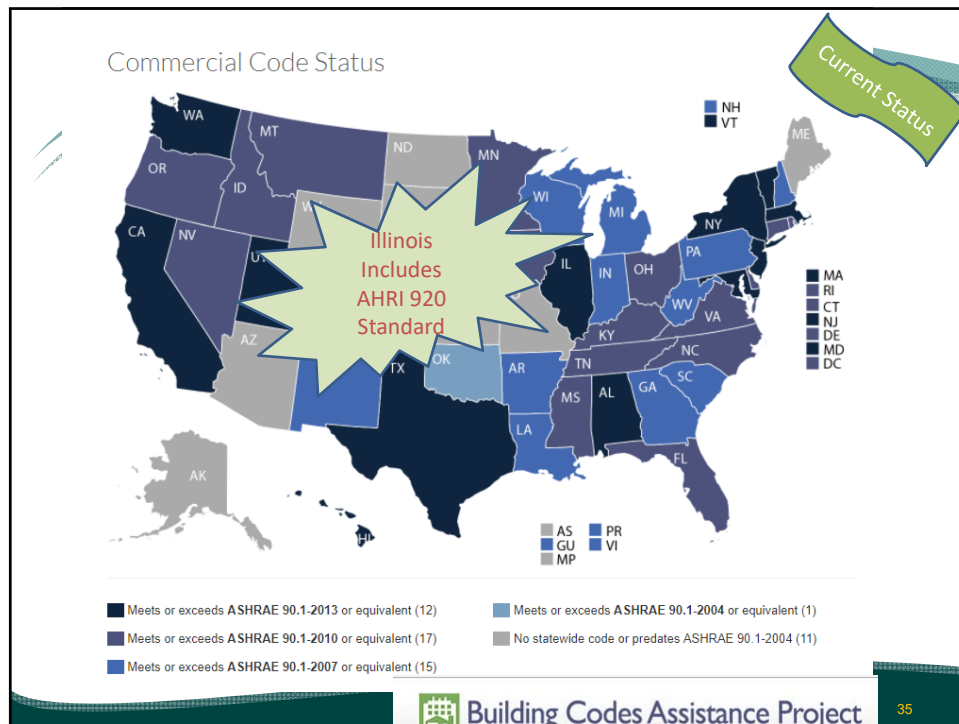 Commercial Code Status
Current Status
NH
VT
WA
MT
ND
MN
ME
OR
ID
WI
MI
NY
CA
NV
UT
IL
IN
OH
PA
WV
VA
KY
AZ
OK
TX
AR
TN
NC
SC
MS
AL
GA
LA
FL
AK
HI
Illinois
Includes
AHRI 920
Standard
MA
RI
CT
NJ
DE
MD
DC
AS
GU
MP
PR
VI
Meets or exceeds ASHRAE 90.1-2013 or equivalent (12)
Meets or exceeds ASHRAE 90.1-2010 or equivalent (17)
Meets or exceeds ASHRAE 90.1-2007 or equivalent (15)
Meets or exceeds ASHRAE 90.1-2004 or equivalent (1)
No statewide code or predates ASHRAE 90.1-2004 (11)
Building Codes Assistance Project
35